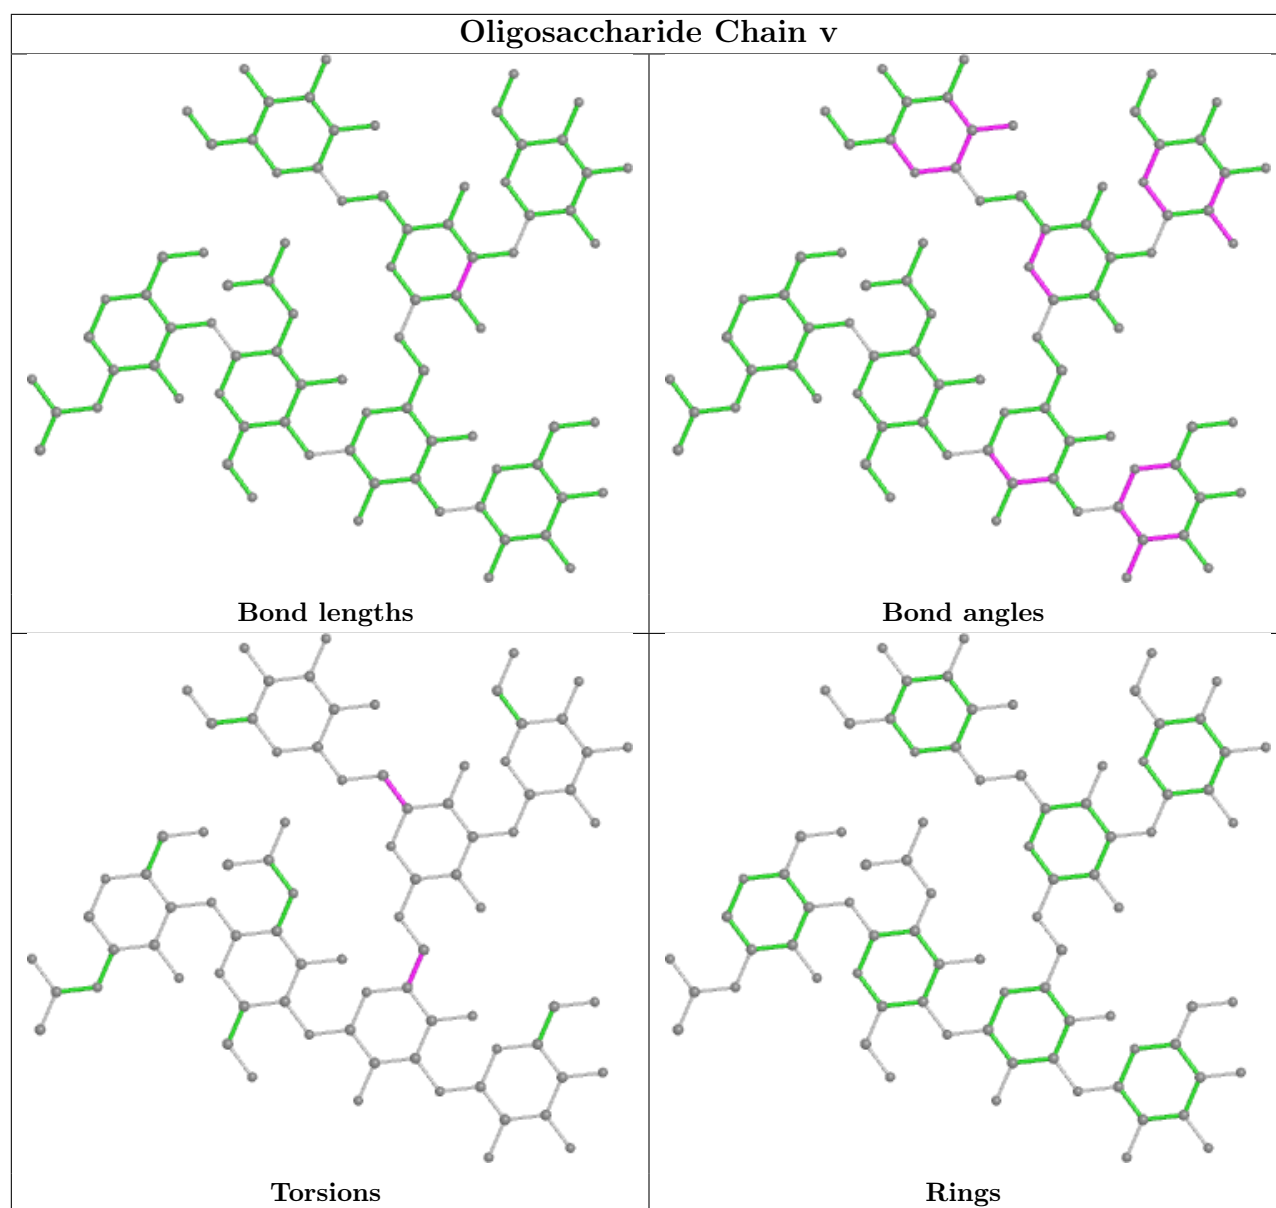 Oligosaccharide Chain v
Bond lengths
Bond angles
Torsions
Rings